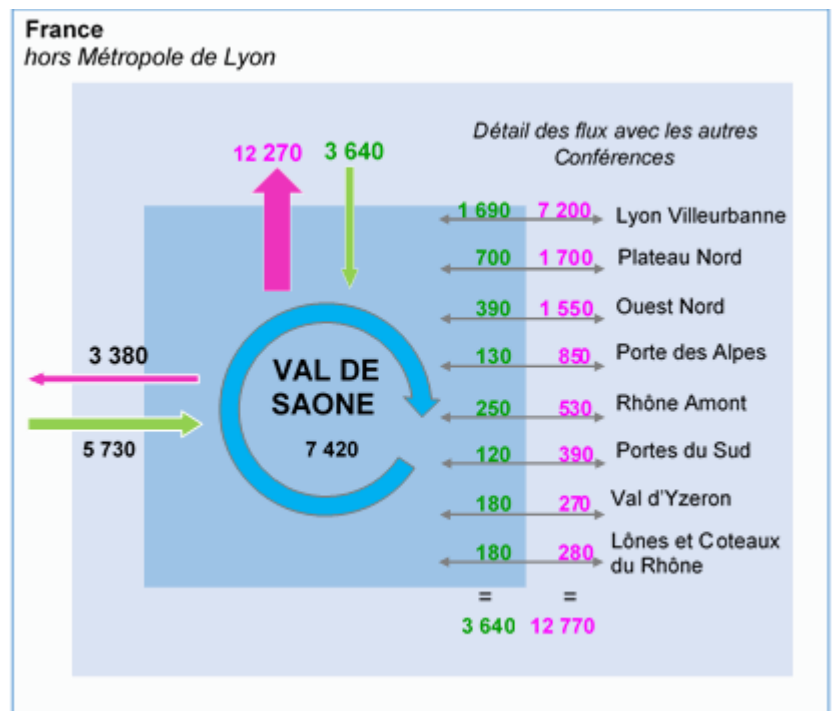 France
hors Métropole de Lyon
Détail des flux avec les autres
Conférences
12 270 3 640
1 690 7 200 Lyon Villeurbanne
700 1 700 Plateau Nord
390 1 550 Ouest Nord
130 850 Porte des Alpes
250 530 Rhône Amont
120 390 Portes du Sud
180 270 Val d'Yzeron
180 280 Lônes et Coteaux
du Rhône
= =
3 640 12 770
3 380
5 730
VAL DE
SAONE
7 420